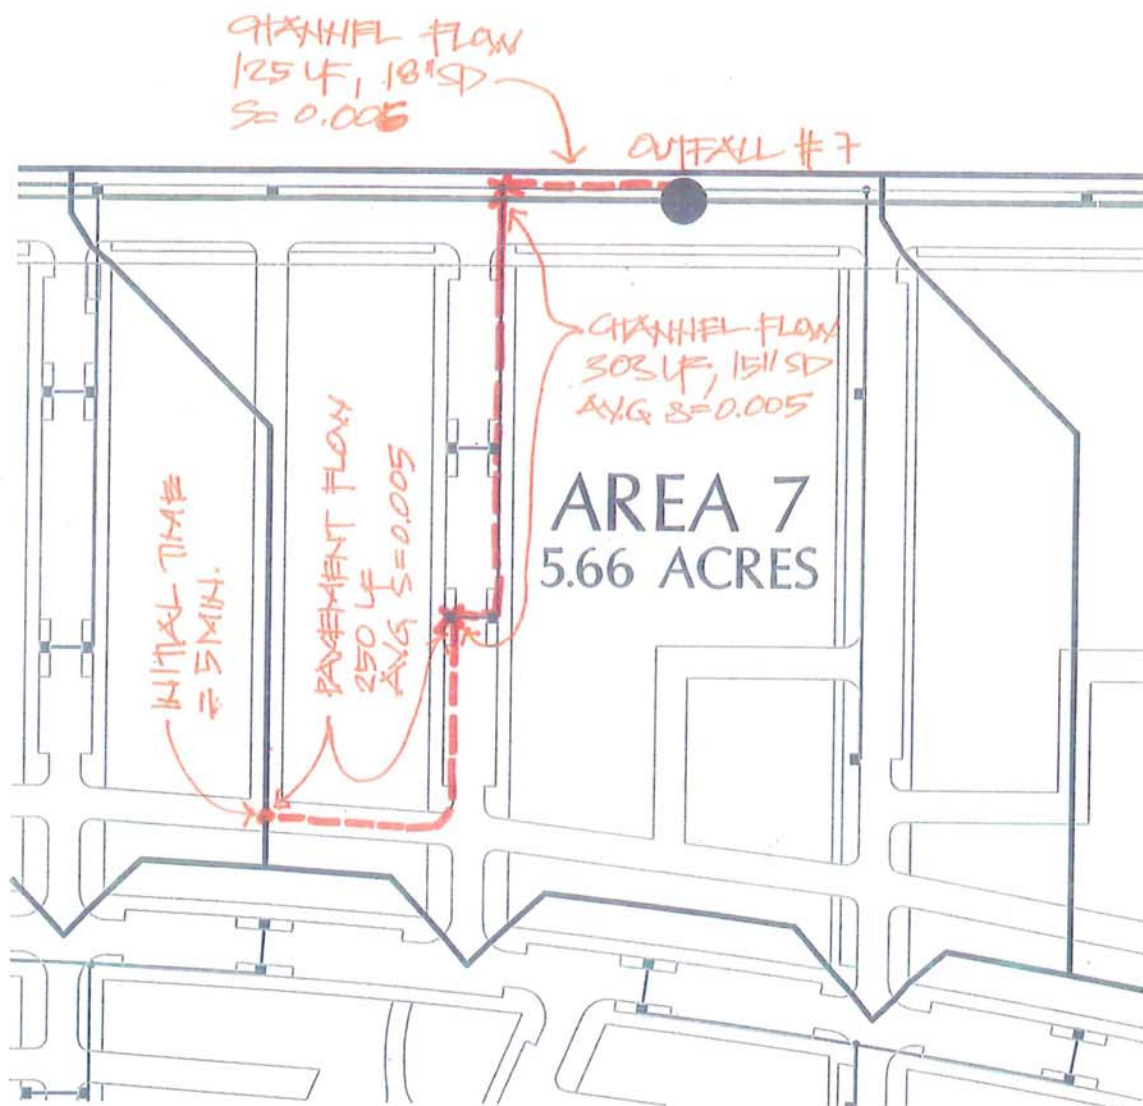 CHANNEL FLOW
125 LF, 18" SD
S= 0.005
OUTFALL # 7
CHANNEL FLOW
303 LF, 15" SD
AVG S=0.005
AREA 7
5.66 ACRES
INITIAL TIME
= 5 MIN.
PAVEMENT FLOW
250 LF
AVG S=0.005